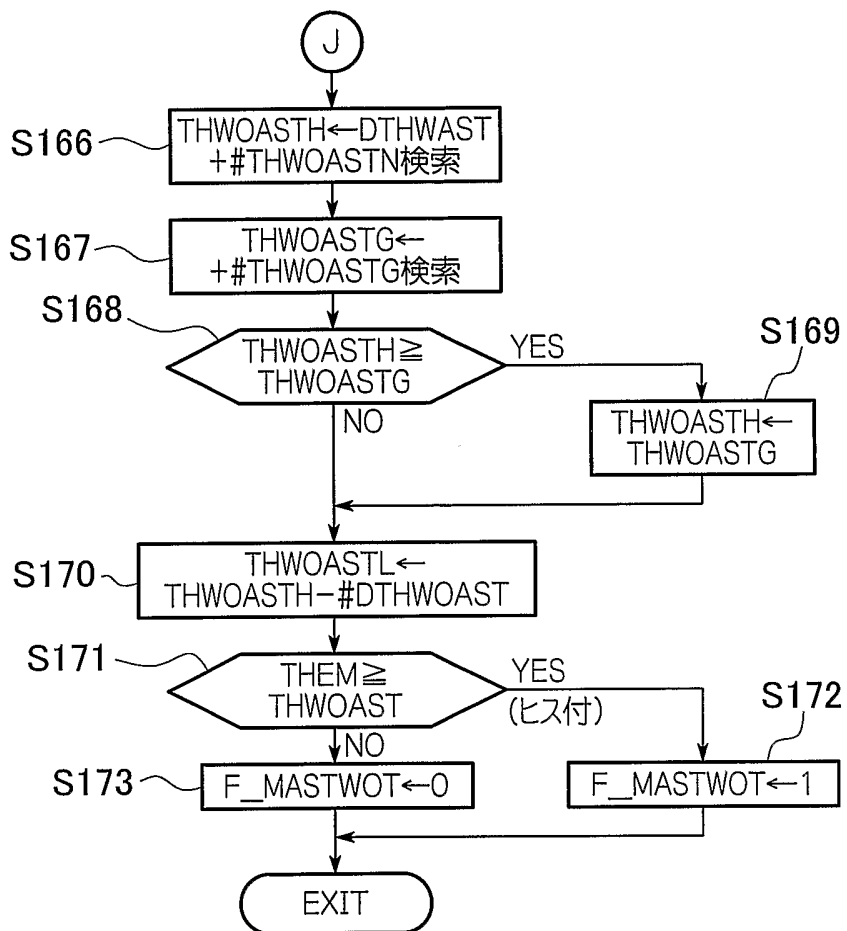 J
S166
THWOASTH←DTHWAST
+#THWOASTN検索
S167
THWOASTG←
+#THWOASTG検索
S168
THWOASTH≧
THWOASTG
YES
NO
S169
THWOASTH←
THWOASTG
S170
THWOASTL←
THWOASTH−#DTHWOAST
S171
THEM≧
THWOAST
YES
(ヒス付)
NO
S172
F_MASTWOT←1
S173
F_MASTWOT←0
EXIT